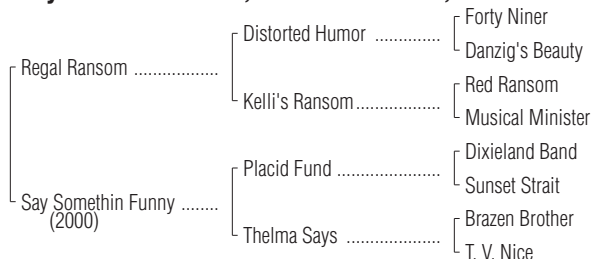 Forty Niner
Distorted Humor ..............
Danzig's Beauty
Regal Ransom ..................
Red Ransom
Kelli's Ransom..................
Musical Minister
Dixieland Band
Placid Fund ......................
Sunset Strait
Say Somethin Funny ........
(2000)
Brazen Brother
Thelma Says ....................
T. V. Nice